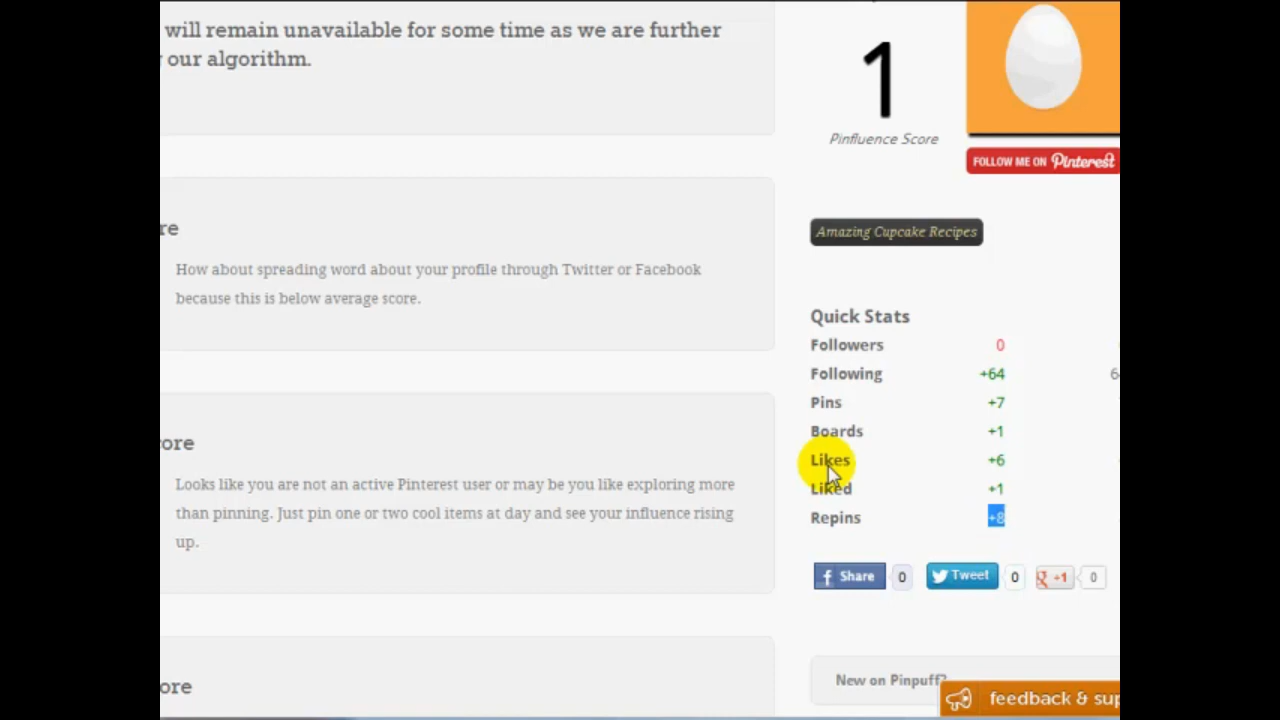 will remain unavailable for some time as we are further
our algorithm.
1
Pinfluence Score
FOLLOW ME ON Pinterest
Amazing Cupcake Recipes
re
How about spreading word about your profile through Twitter or Facebook
because this is below average score.
Quick Stats
Followers 0
Following +64 6
Pins +7
Boards +1
Likes +6
Liked +1
Repins +8
ore
Looks like you are not an active Pinterest user or may be you like exploring more
than pinning. Just pin one or two cool items at day and see your influence rising
up.
f Share 0 Tweet 0 +1 0
ore
New on Pinpuff?
feedback & sup